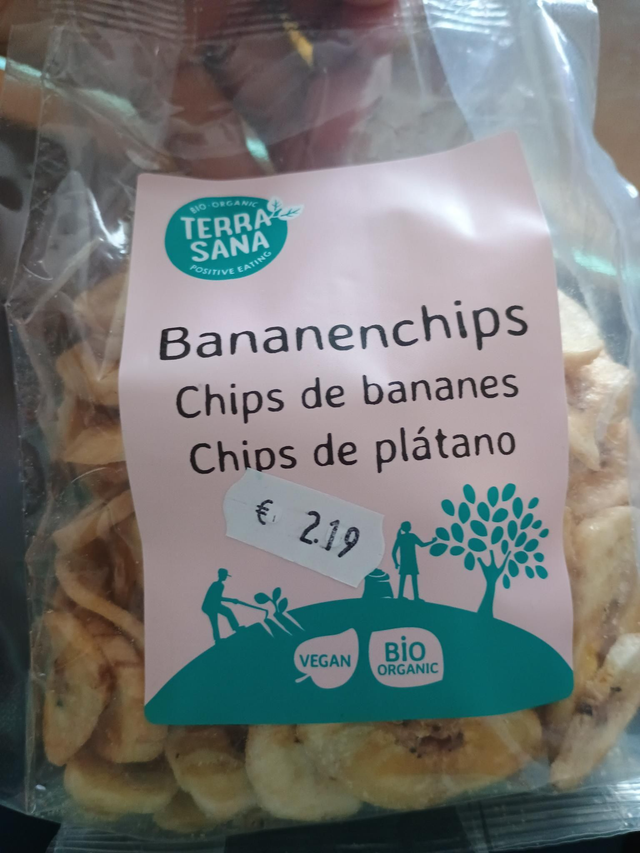 BIO · ORGANIC
TERRA
SANA
POSITIVE EATING
Bananenchips
Chips de bananes
Chips de plátano
€ 2.19
VEGAN
BiO
ORGANIC